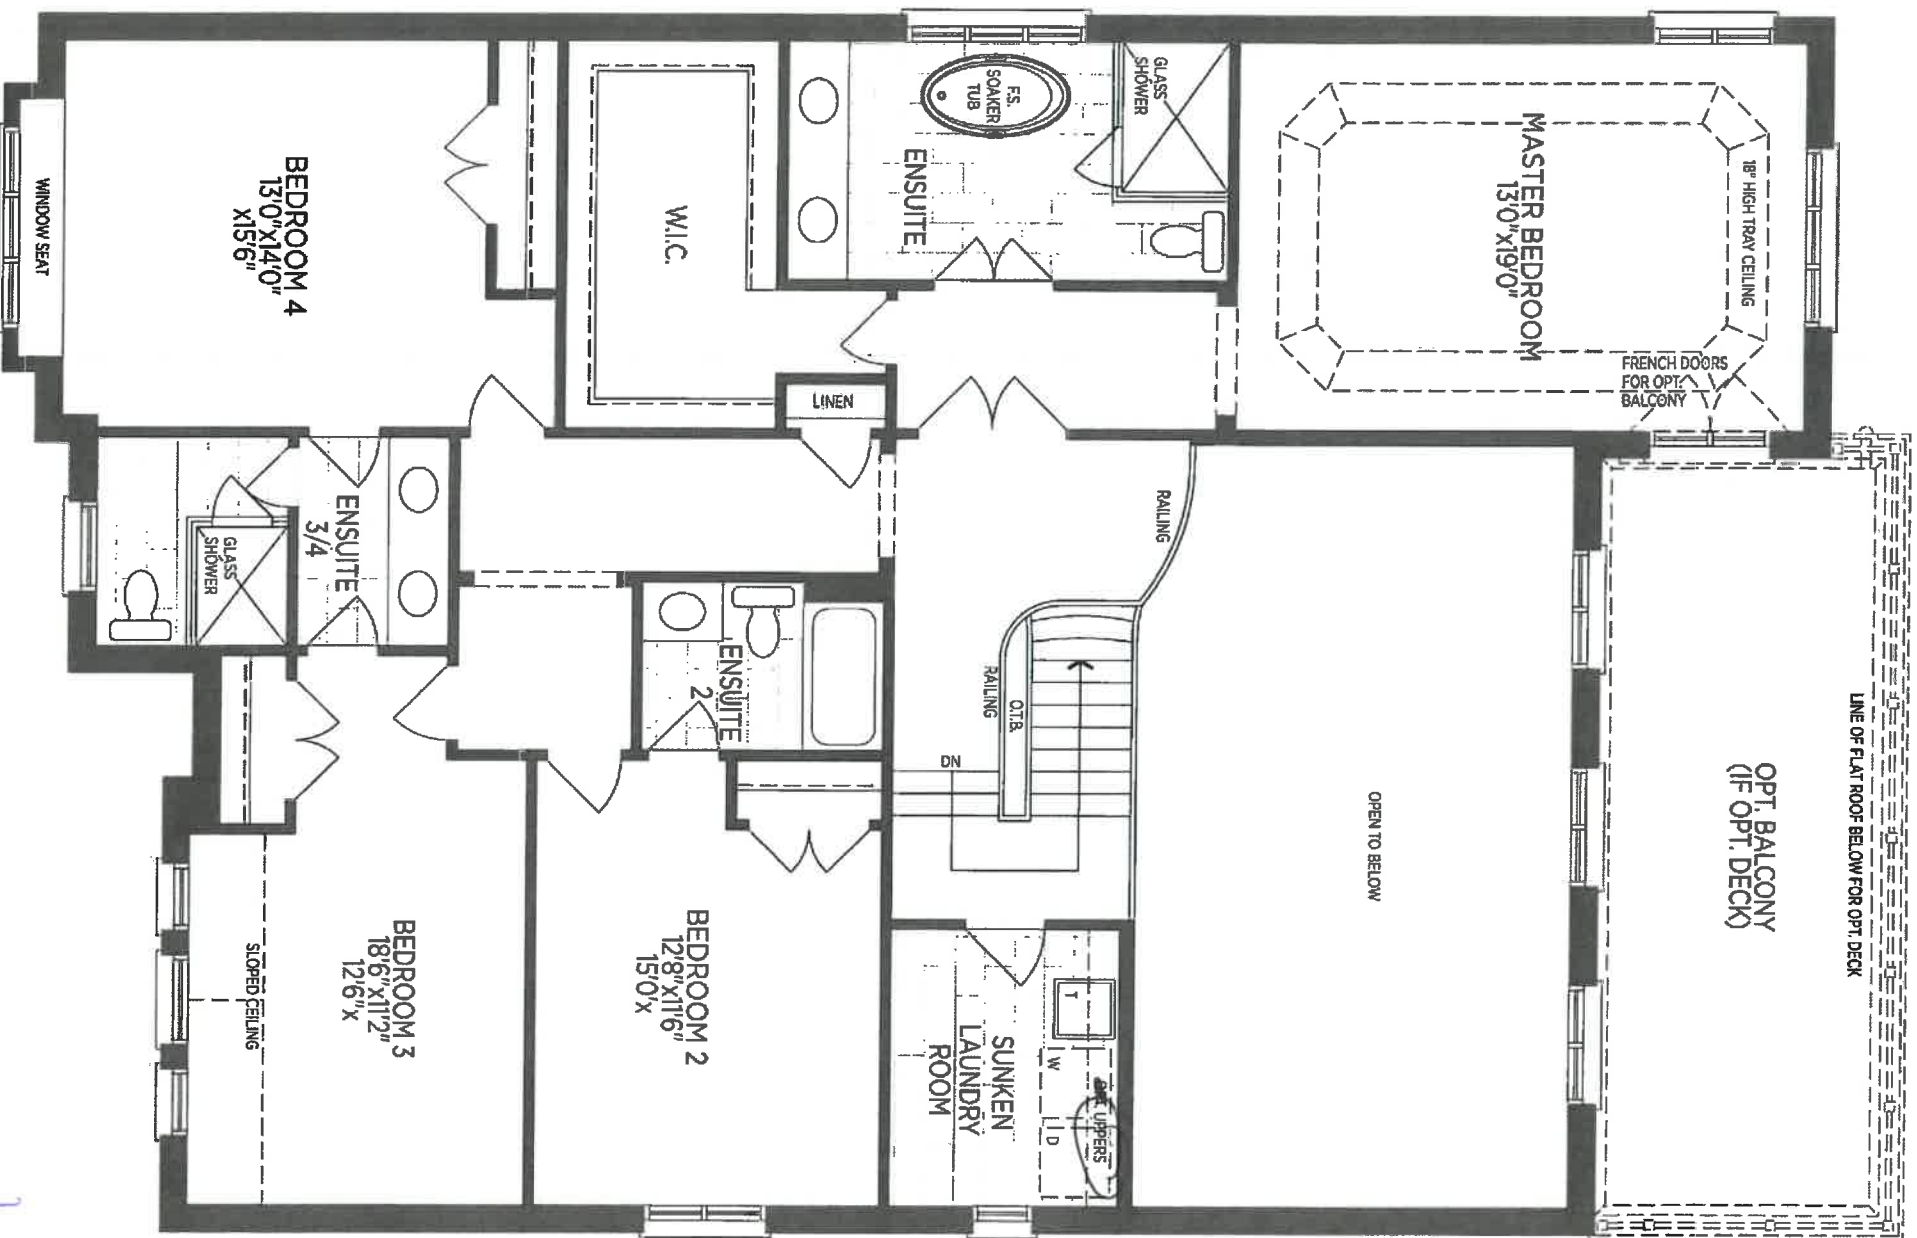 BEDROOM 4
13'0"x14'0"
x15'6"
WINDOW SEAT
W.I.C.
F.S.
SOAKER
TUB
GLASS
SHOWER
ENSUITE
MASTER BEDROOM
13'0"x19'0"
18" HIGH TRAY CEILING
FRENCH DOORS
FOR OPT.
BALCONY
LINEN
ENSUITE
3/4
GLASS
SHOWER
ENSUITE
2
RAILING
RAILING
O.T.B.
DN
OPEN TO BELOW
OPT. BALCONY
(IF OPT. DECK)
LINE OF FLAT ROOF BELOW FOR OPT. DECK
BEDROOM 3
18'6"x11'2"
12'6"x
SLOPED CEILING
BEDROOM 2
12'8"x11'6"
15'0'x
SUNKEN
LAUNDRY
ROOM
T
W
D
UPPERS